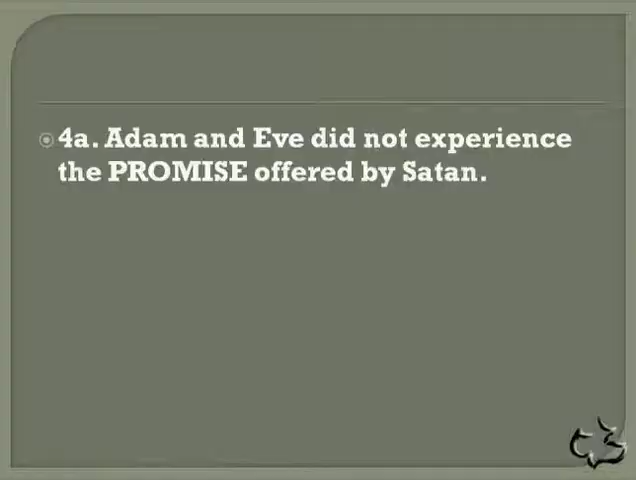 4a. Adam and Eve did not experience
the PROMISE offered by Satan.